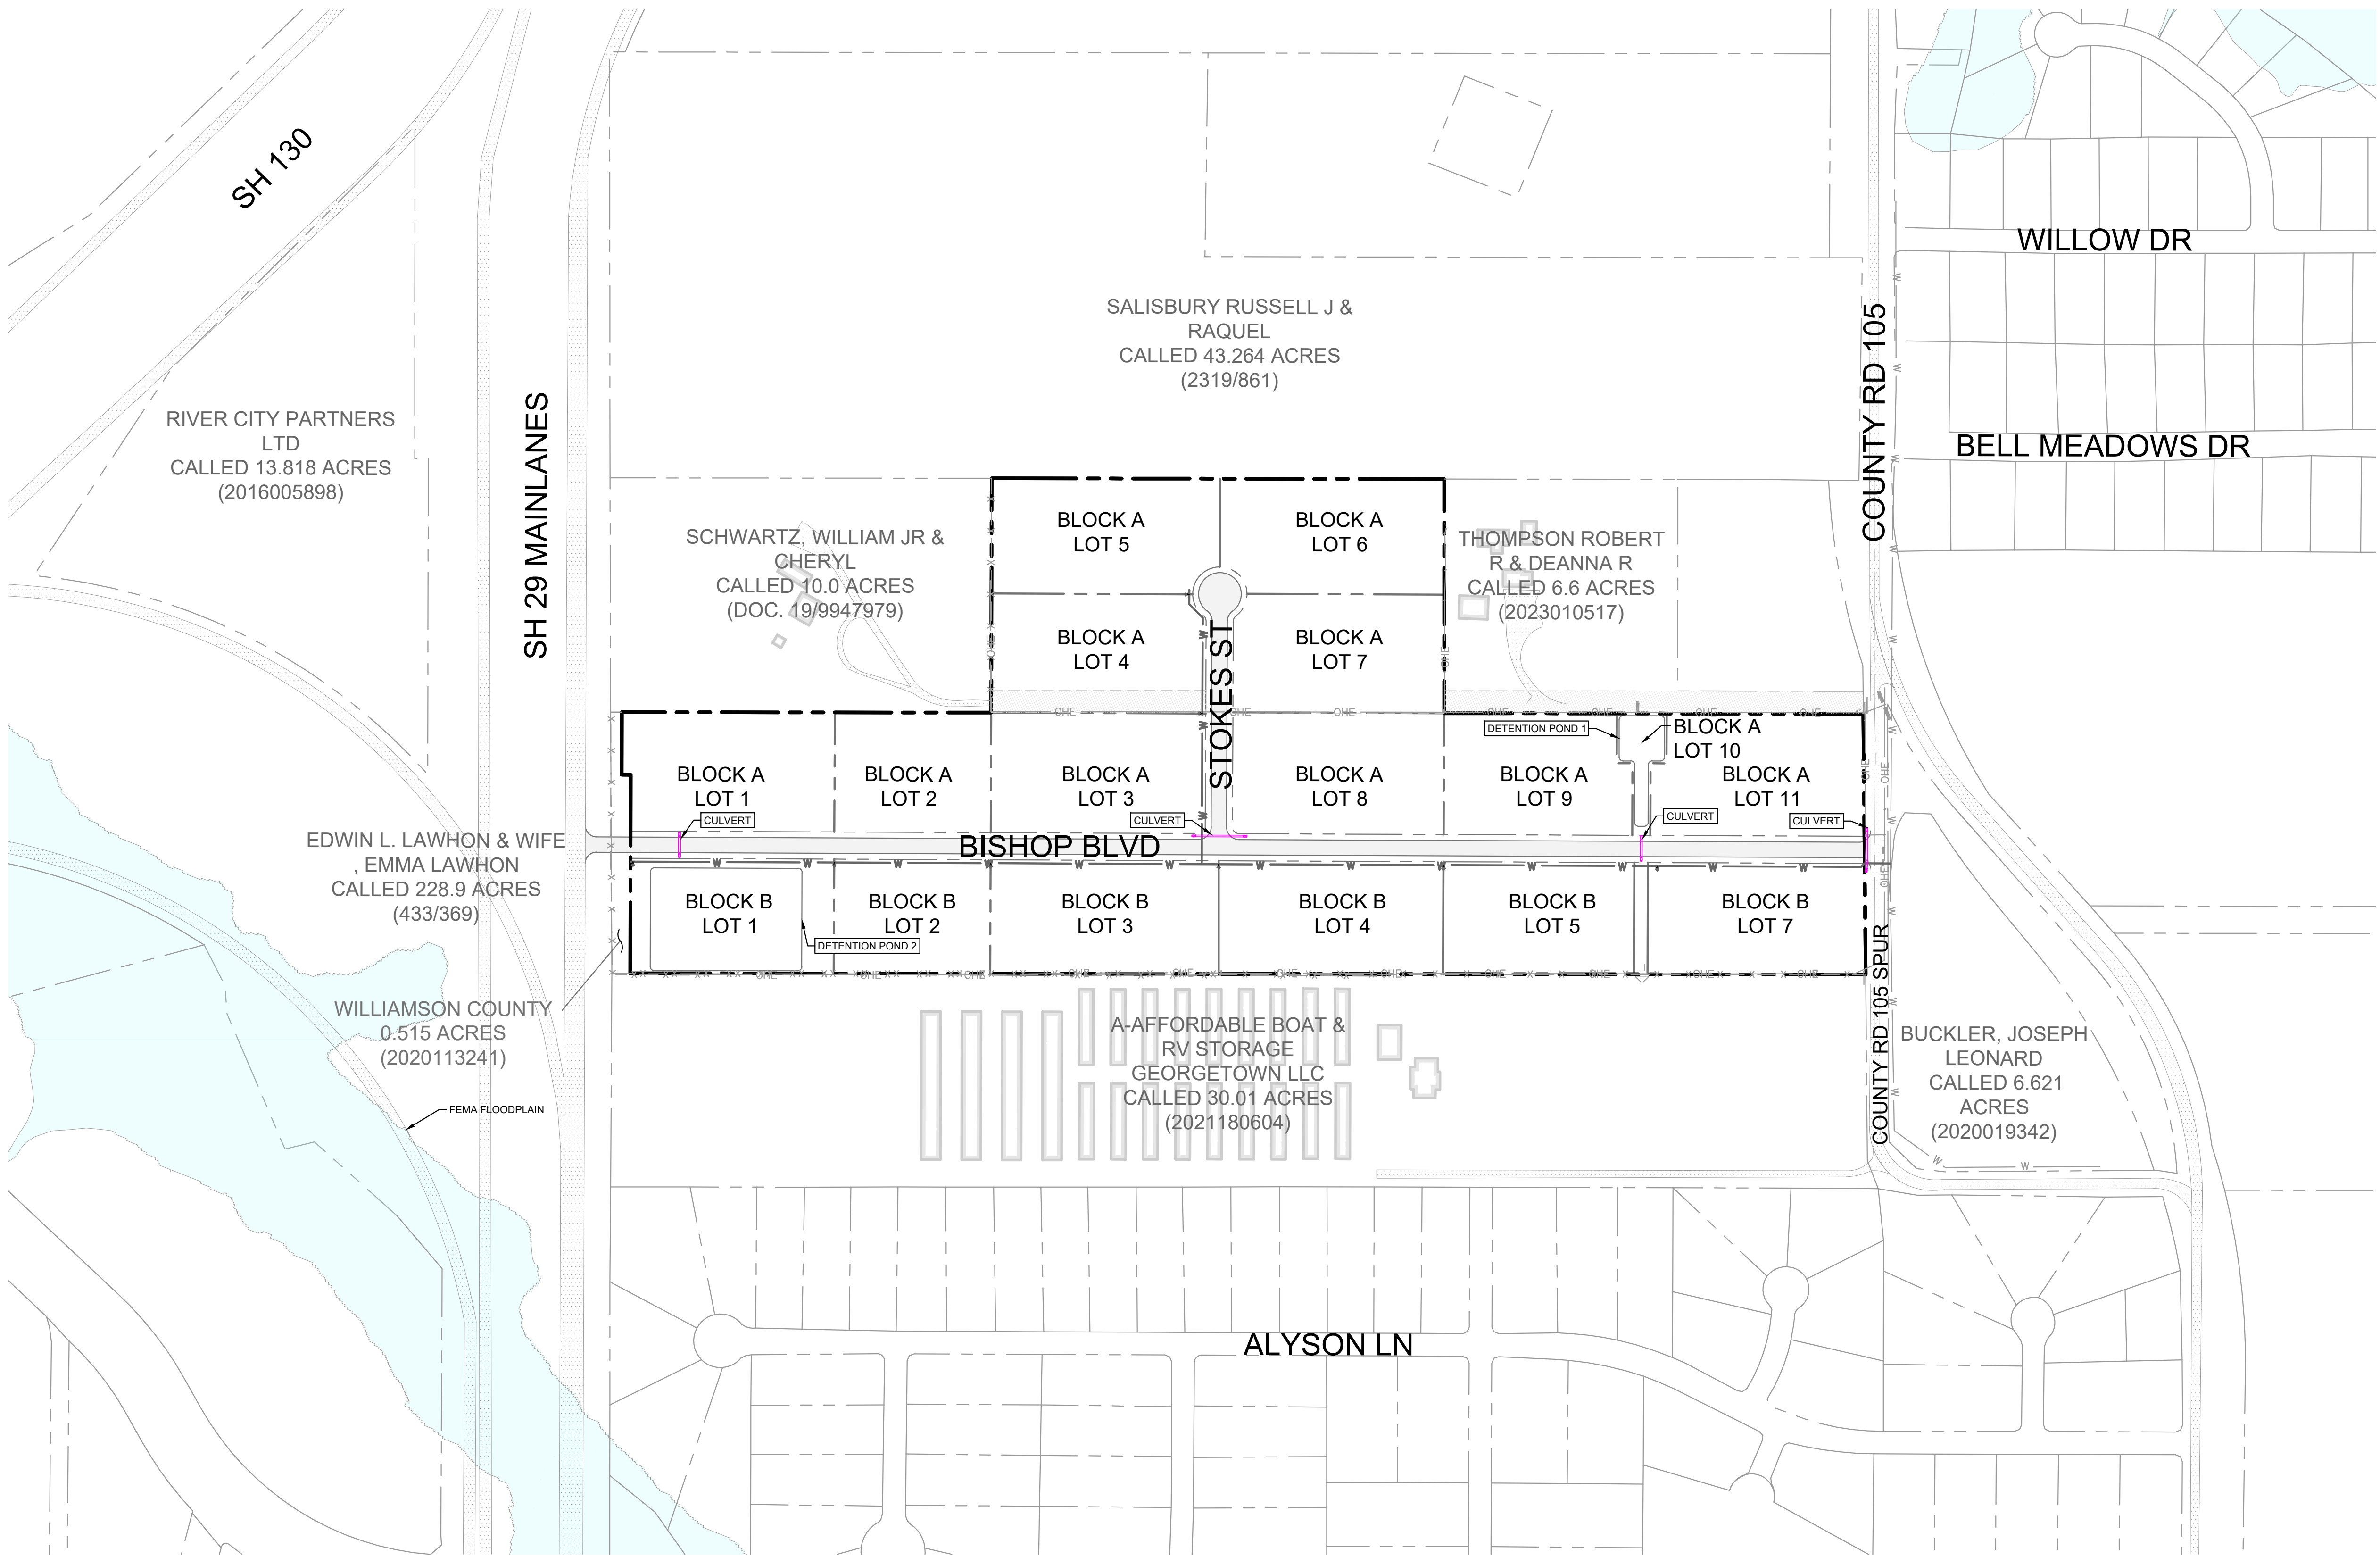 SH 130
WILLOW DR
SALISBURY RUSSELL J &
RAQUEL
CALLED 43.264 ACRES
(2319/861)
COUNTY RD 105
RIVER CITY PARTNERS
LTD
CALLED 13.818 ACRES
(2016005898)
SH 29 MAINLANES
BELL MEADOWS DR
SCHWARTZ, WILLIAM JR &
CHERYL
CALLED 10.0 ACRES
(DOC. 19/9947979)
BLOCK A
LOT 5
BLOCK A
LOT 6
THOMPSON ROBERT
R & DEANNA R
CALLED 6.6 ACRES
(2023010517)
BLOCK A
LOT 4
STOKES ST
BLOCK A
LOT 7
DETENTION POND 1
BLOCK A
LOT 10
BLOCK A
LOT 1
BLOCK A
LOT 2
BLOCK A
LOT 3
BLOCK A
LOT 8
BLOCK A
LOT 9
BLOCK A
LOT 11
CULVERT
CULVERT
CULVERT
CULVERT
BISHOP BLVD
EDWIN L. LAWHON & WIFE
, EMMA LAWHON
CALLED 228.9 ACRES
(433/369)
BLOCK B
LOT 1
BLOCK B
LOT 2
BLOCK B
LOT 3
BLOCK B
LOT 4
BLOCK B
LOT 5
BLOCK B
LOT 7
DETENTION POND 2
WILLIAMSON COUNTY
0.515 ACRES
(2020113241)
FEMA FLOODPLAIN
A-AFFORDABLE BOAT &
RV STORAGE
GEORGETOWN LLC
CALLED 30.01 ACRES
(2021180604)
COUNTY RD 105 SPUR
BUCKLER, JOSEPH
LEONARD
CALLED 6.621
ACRES
(2020019342)
ALYSON LN